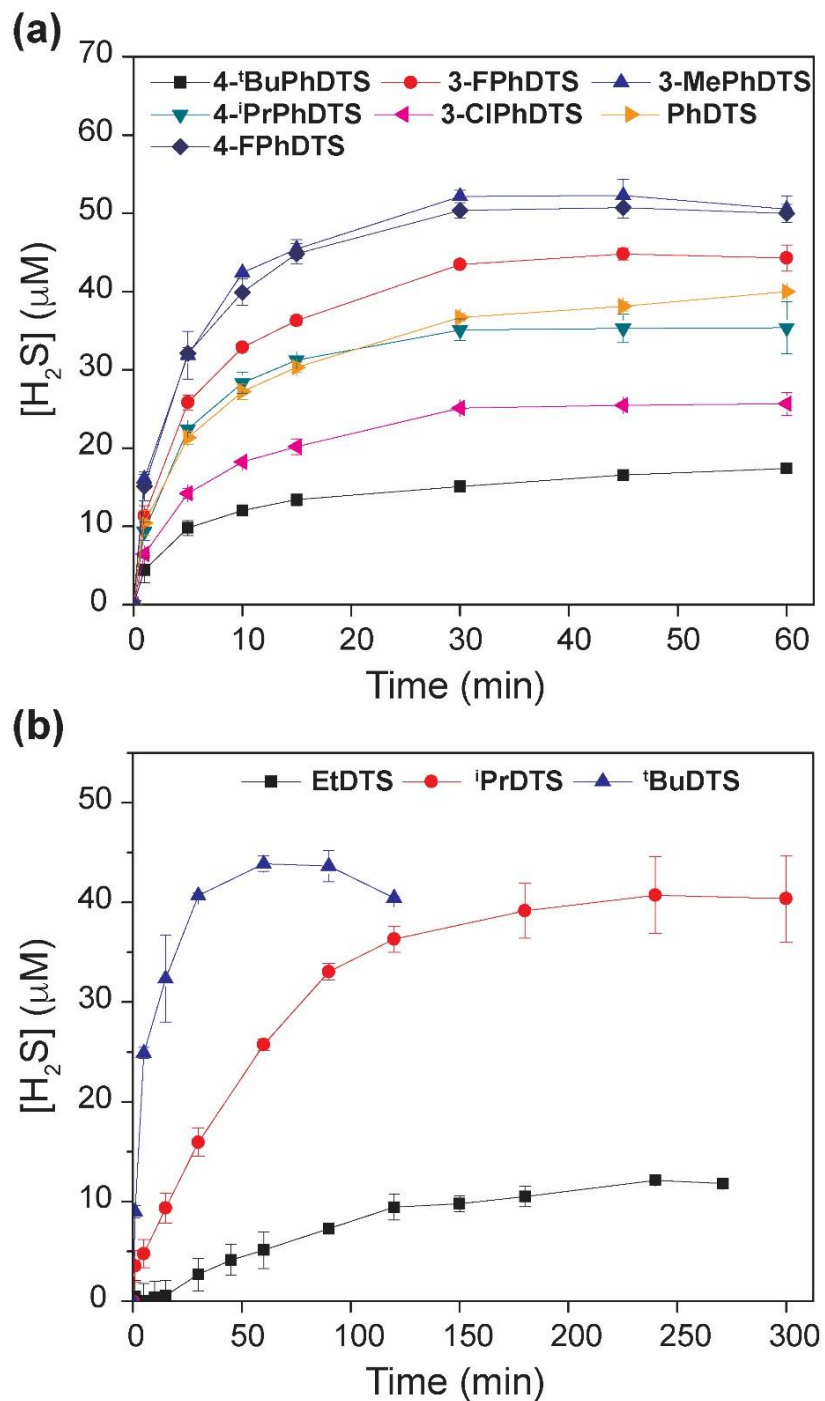 (a)
70
4-ᵗBuPhDTS 3-FPhDTS 3-MePhDTS
4-ⁱPrPhDTS 3-ClPhDTS PhDTS
4-FPhDTS
60
50
40
30
20
10
0
[H₂S] (μM)
0 10 20 30 40 50 60
Time (min)
(b)
EtDTS ⁱPrDTS ᵗBuDTS
50
40
30
20
10
0
[H₂S] (μM)
0 50 100 150 200 250 300
Time (min)